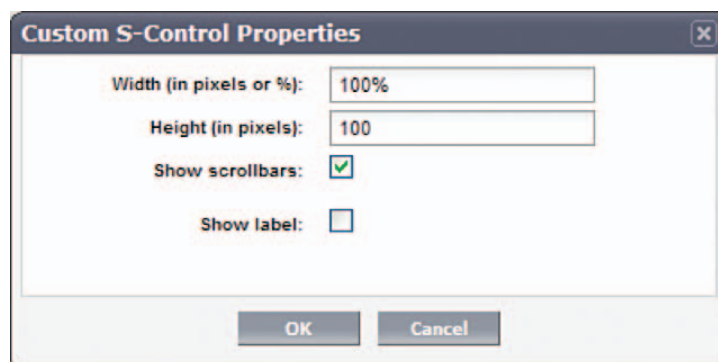 Custom S-Control Properties
Width (in pixels or %): 100%
Height (in pixels): 100
Show scrollbars:
Show label:
OK Cancel